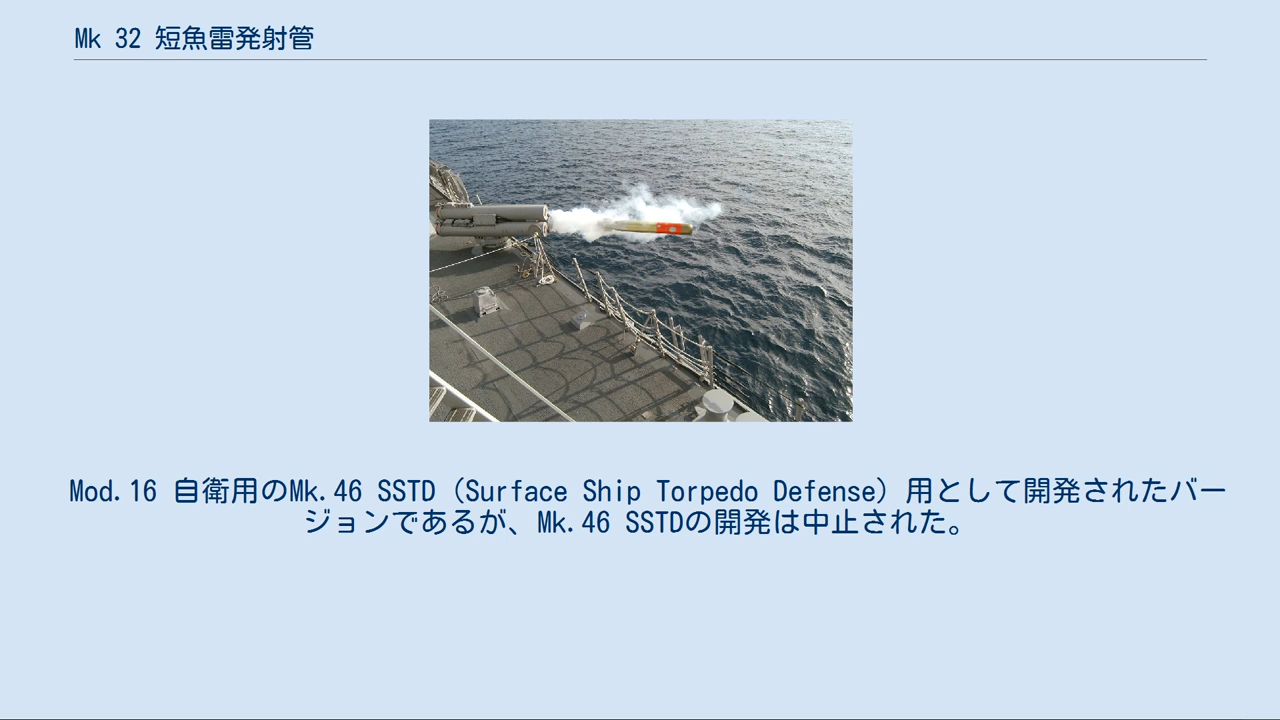 Mk 32 短魚雷発射管
Mod.16 自衛用のMk.46 SSTD（Surface Ship Torpedo Defense）用として開発されたバー
ジョンであるが、Mk.46 SSTDの開発は中止された。